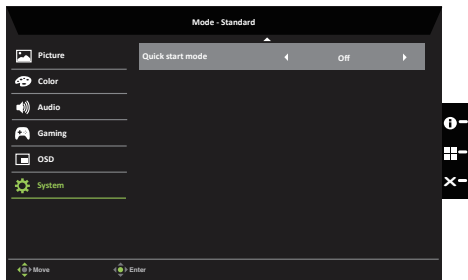 Mode - Standard
Picture
Quick start mode
Off
Color
Audio
Gaming
OSD
System
Move
Enter